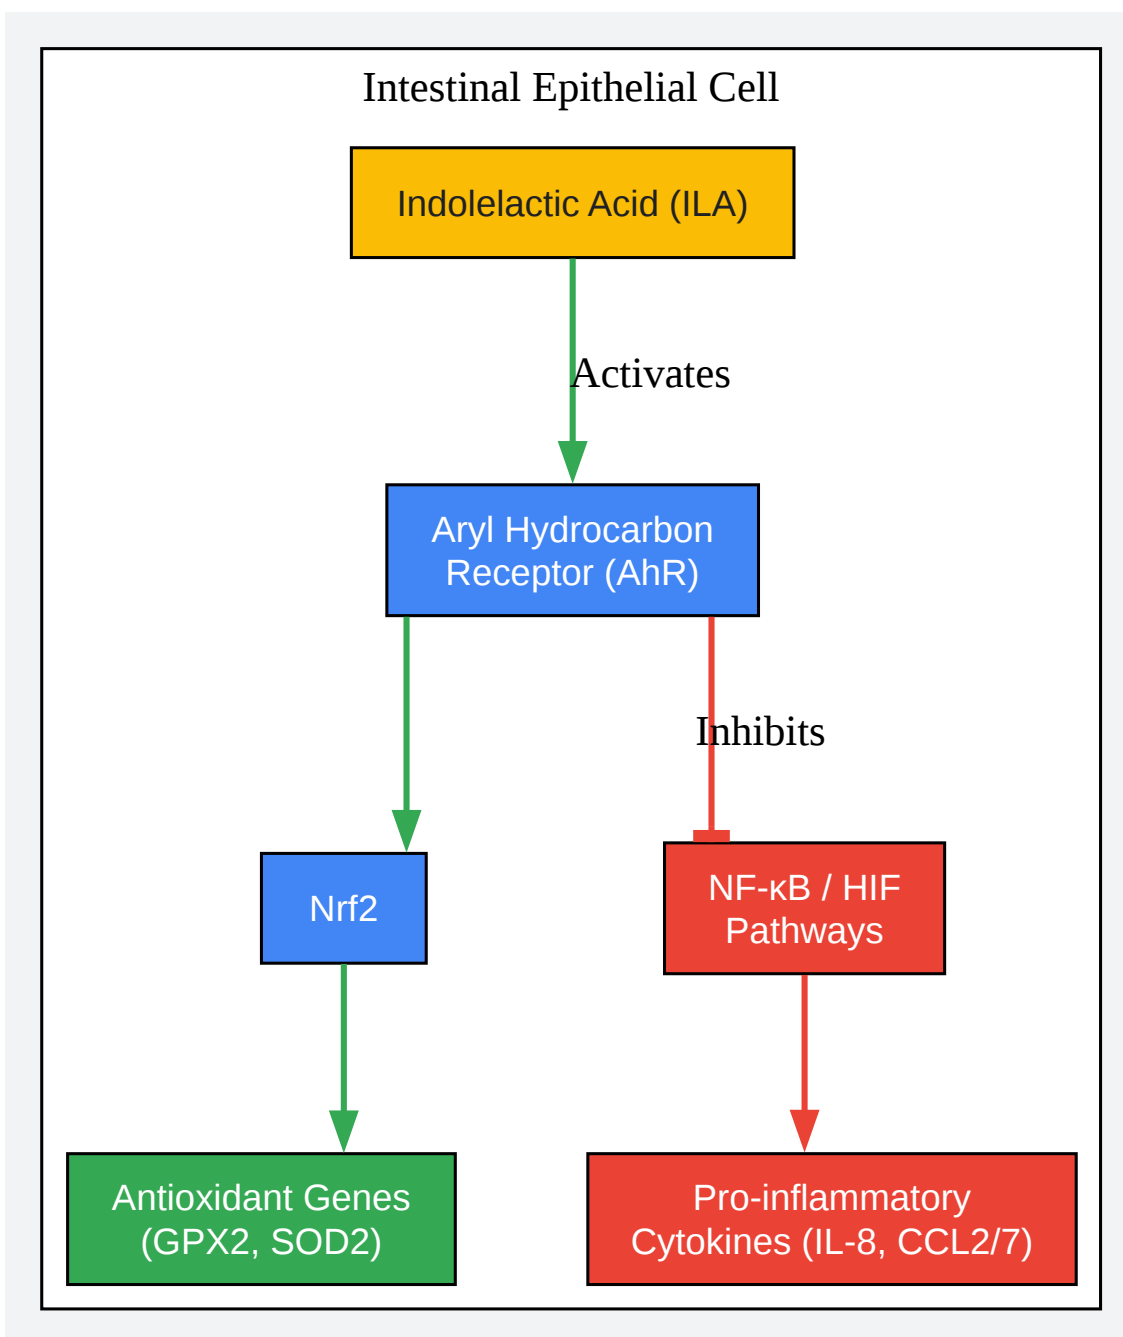 Intestinal Epithelial Cell
Indolelactic Acid (ILA)
Activates
Aryl Hydrocarbon
Receptor (AhR)
Inhibits
Nrf2
NF-κB / HIF
Pathways
Antioxidant Genes
(GPX2, SOD2)
Pro-inflammatory
Cytokines (IL-8, CCL2/7)